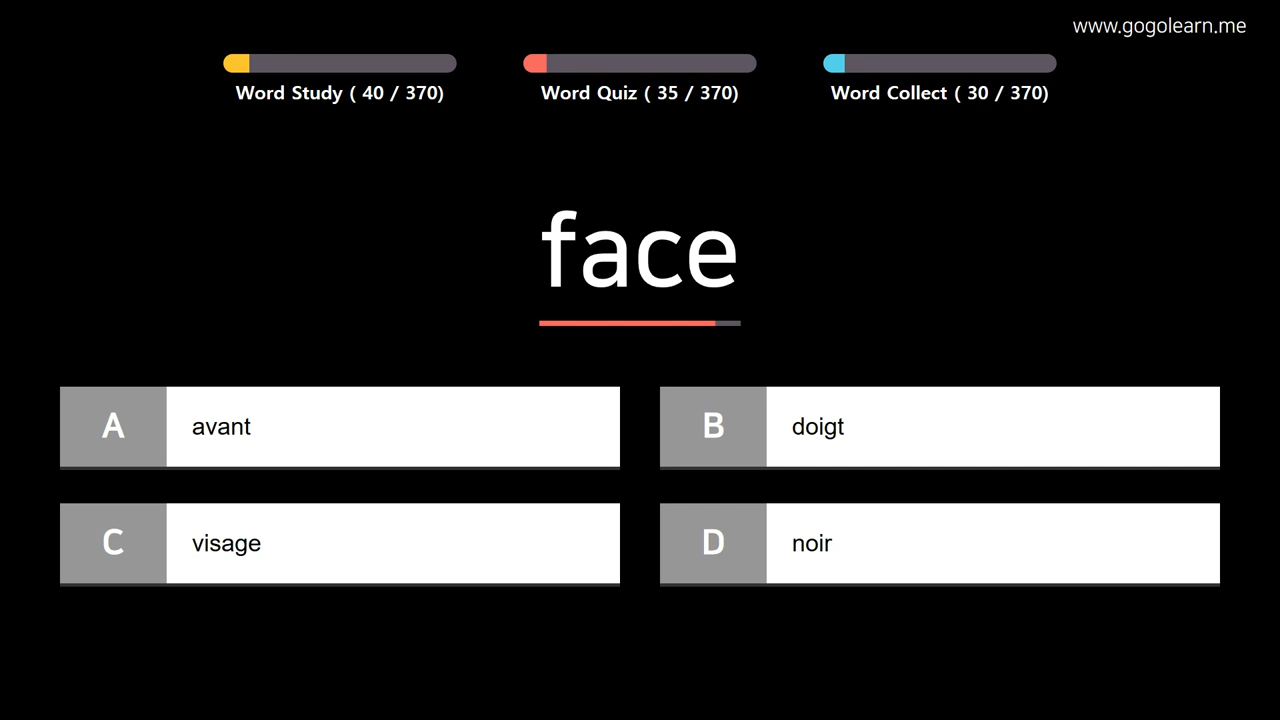 www.gogolearn.me
Word Study ( 40 / 370)
Word Quiz ( 35 / 370)
Word Collect ( 30 / 370)
face
A avant
B doigt
C visage
D noir